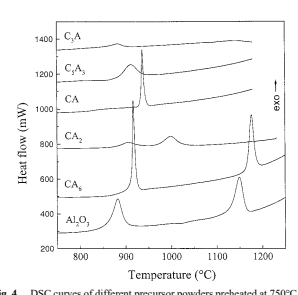 C₃A
C₅A₃
CA
CA₂
CA₆
Al₂O₃
1400
1200
1000
800
600
400
200
Heat flow (mW)
exo
800 900 1000 1100 1200
Temperature (°C)
Fig. 4 DSC curves of different precursor powders preheated at 750°C